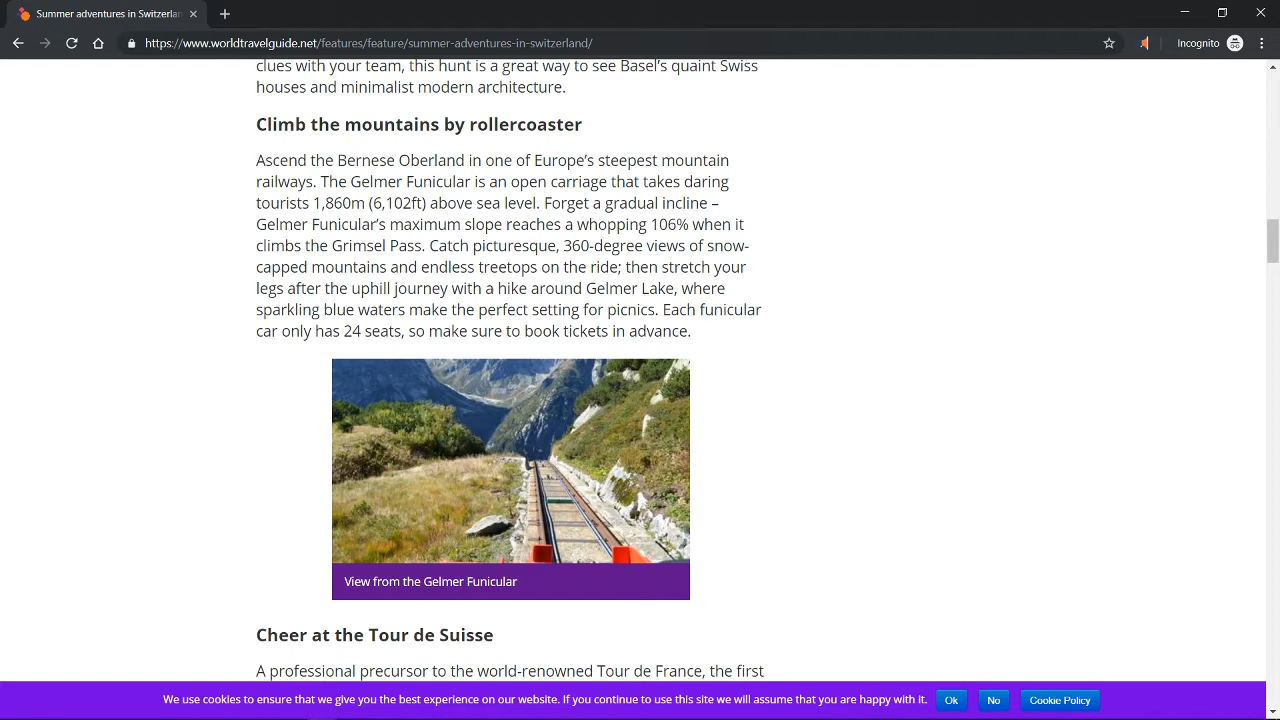 Summer adventures in Switzerlan
https://www.worldtravelguide.net/features/feature/summer-adventures-in-switzerland/
Incognito
clues with your team, this hunt is a great way to see Basel’s quaint Swiss
houses and minimalist modern architecture.
Climb the mountains by rollercoaster
Ascend the Bernese Oberland in one of Europe’s steepest mountain
railways. The Gelmer Funicular is an open carriage that takes daring
tourists 1,860m (6,102ft) above sea level. Forget a gradual incline –
Gelmer Funicular’s maximum slope reaches a whopping 106% when it
climbs the Grimsel Pass. Catch picturesque, 360-degree views of snow-
capped mountains and endless treetops on the ride; then stretch your
legs after the uphill journey with a hike around Gelmer Lake, where
sparkling blue waters make the perfect setting for picnics. Each funicular
car only has 24 seats, so make sure to book tickets in advance.
View from the Gelmer Funicular
Cheer at the Tour de Suisse
A professional precursor to the world-renowned Tour de France, the first
We use cookies to ensure that we give you the best experience on our website. If you continue to use this site we will assume that you are happy with it.
Ok
No
Cookie Policy